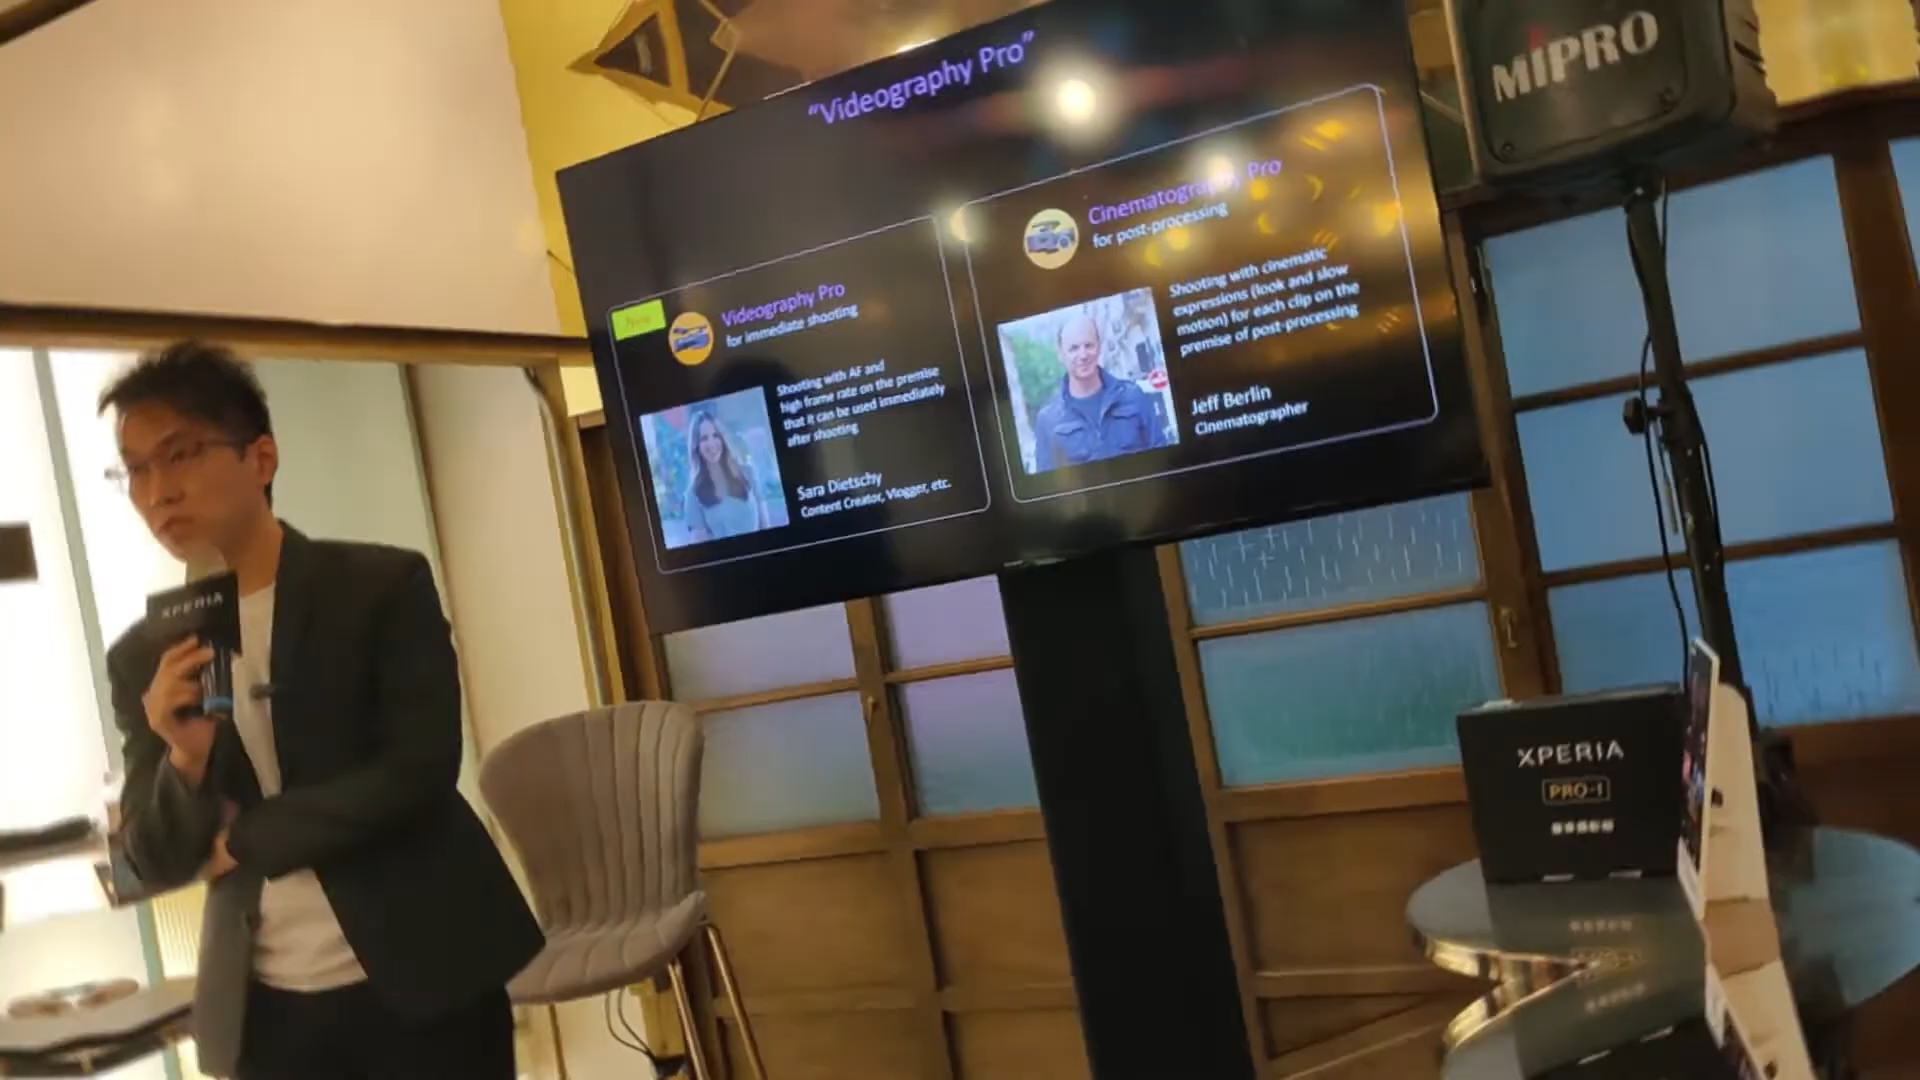 "Videography Pro"
MIPRO
New
Videography Pro
for immediate shooting
Shooting with AF and
high frame rate on the premise
that it can be used immediately
after shooting
Sara Dietschy
Content Creator, Vlogger, etc.
Cinematography Pro
for post-processing
Shooting with cinematic
expressions (look and slow
motion) for each clip on the
premise of post-processing
Jeff Berlin
Cinematographer
XPERIA
XPERIA
PRO-I